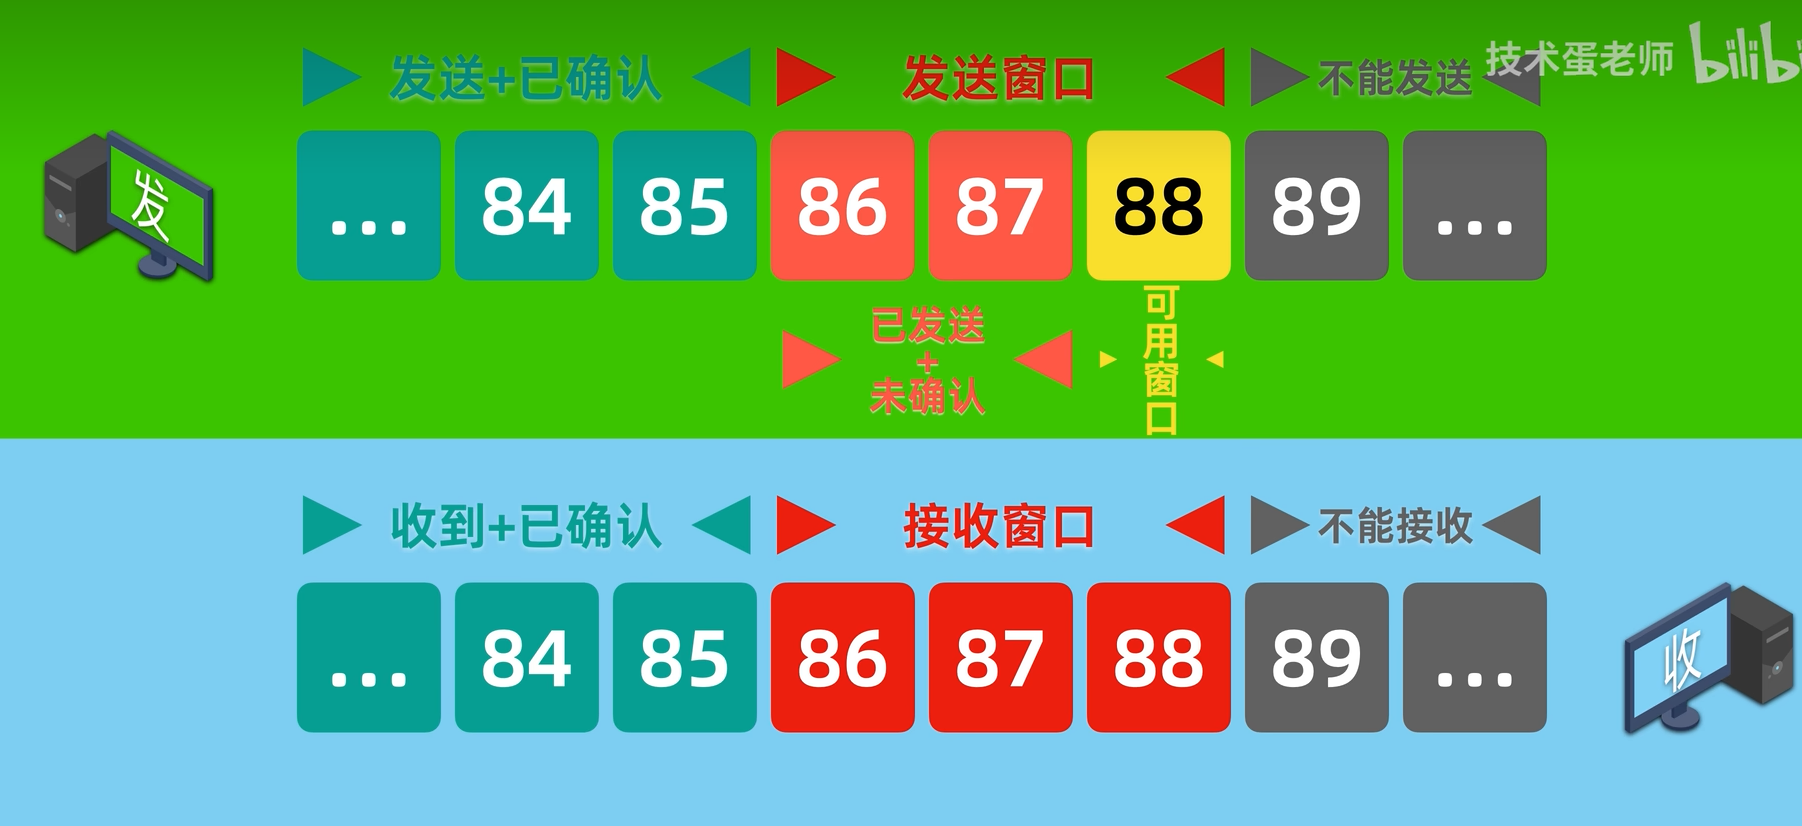 发送+已确认 发送窗口 不能发送 技术蛋老师
发
... 84 85 86 87 88 89 ...
已发送
+
未确认
可
用
窗
口
收到+已确认 接收窗口 不能接收
... 84 85 86 87 88 89 ...
收